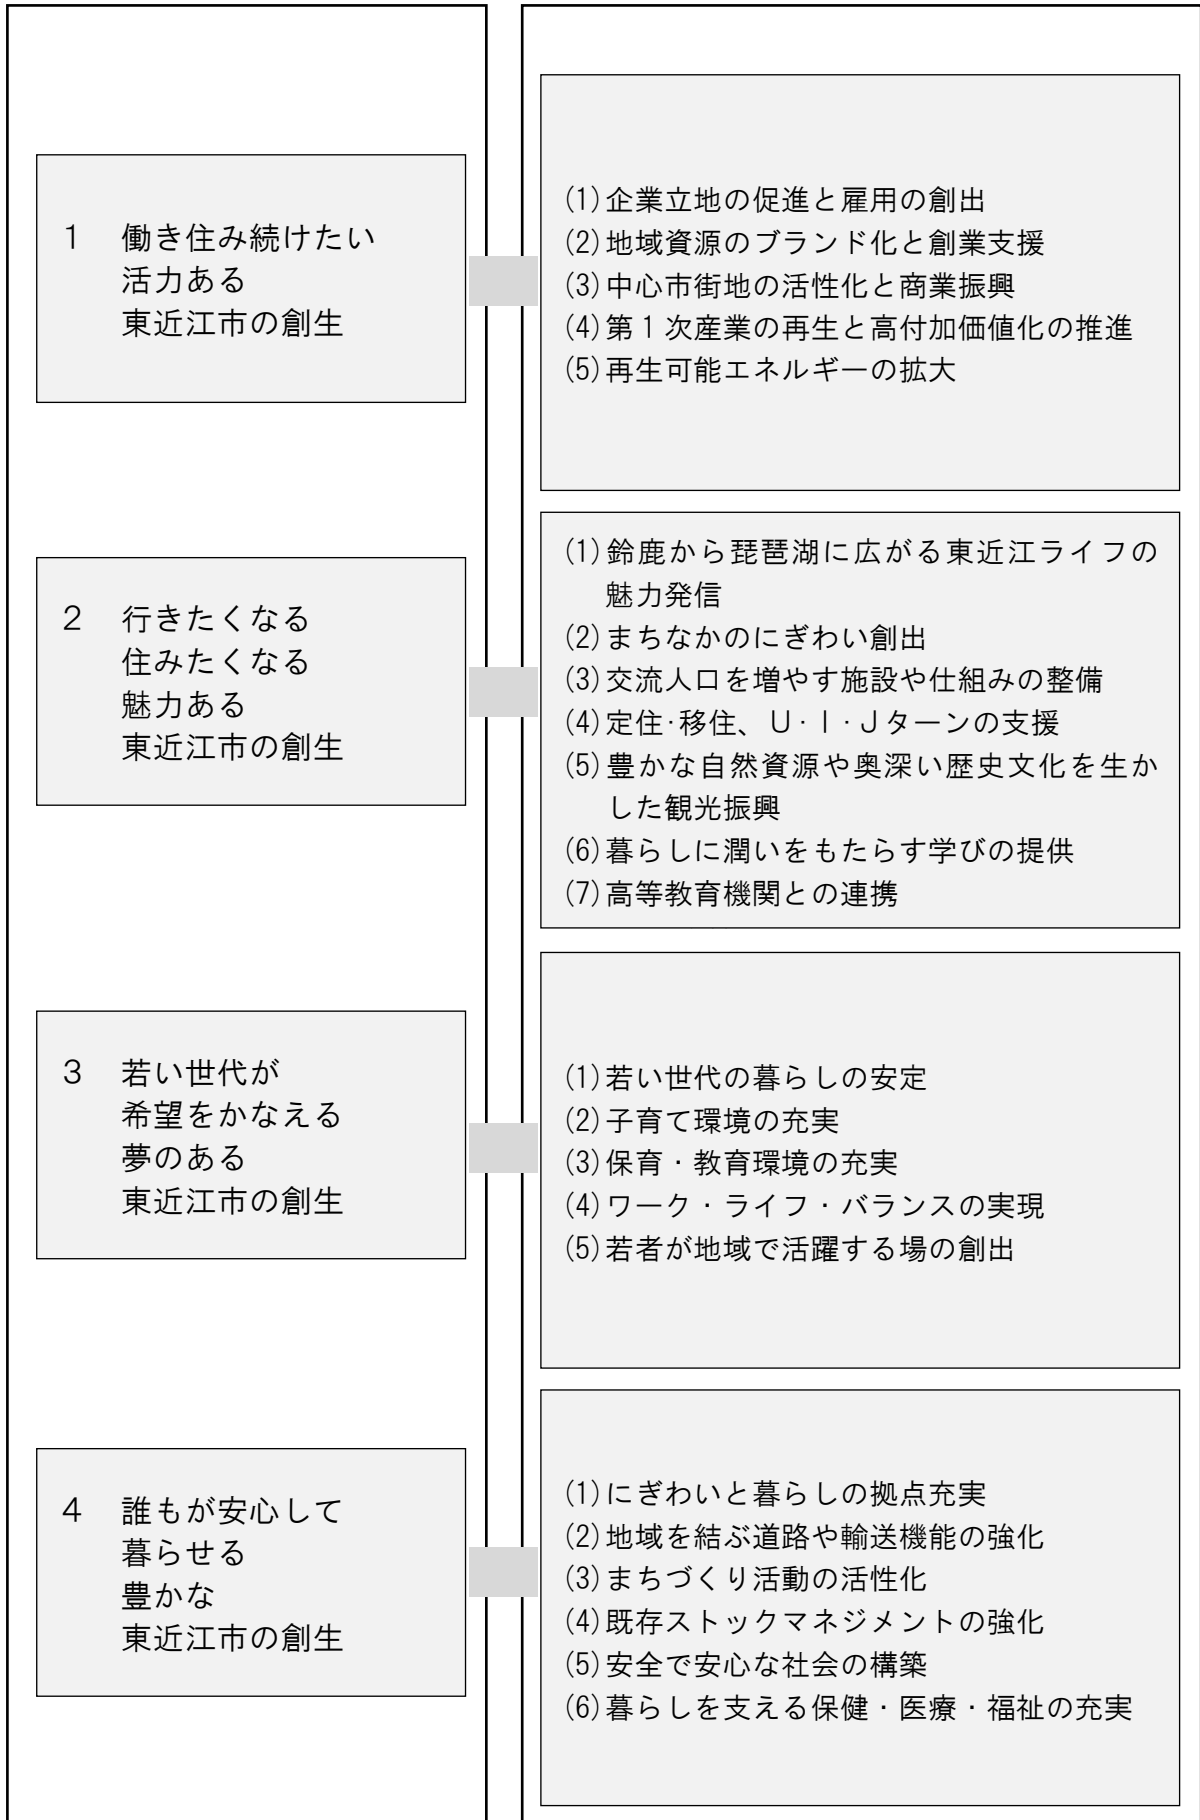 1 働き住み続けたい
活力ある
東近江市の創生
(1)企業立地の促進と雇用の創出
(2)地域資源のブランド化と創業支援
(3)中心市街地の活性化と商業振興
(4)第1次産業の再生と高付加価値化の推進
(5)再生可能エネルギーの拡大
2 行きたくなる
住みたくなる
魅力ある
東近江市の創生
(1)鈴鹿から琵琶湖に広がる東近江ライフの
魅力発信
(2)まちなかのにぎわい創出
(3)交流人口を増やす施設や仕組みの整備
(4)定住・移住、U・I・Jターンの支援
(5)豊かな自然資源や奥深い歴史文化を生か
した観光振興
(6)暮らしに潤いをもたらす学びの提供
(7)高等教育機関との連携
3 若い世代が
希望をかなえる
夢のある
東近江市の創生
(1)若い世代の暮らしの安定
(2)子育て環境の充実
(3)保育・教育環境の充実
(4)ワーク・ライフ・バランスの実現
(5)若者が地域で活躍する場の創出
4 誰もが安心して
暮らせる
豊かな
東近江市の創生
(1)にぎわいと暮らしの拠点充実
(2)地域を結ぶ道路や輸送機能の強化
(3)まちづくり活動の活性化
(4)既存ストックマネジメントの強化
(5)安全で安心な社会の構築
(6)暮らしを支える保健・医療・福祉の充実